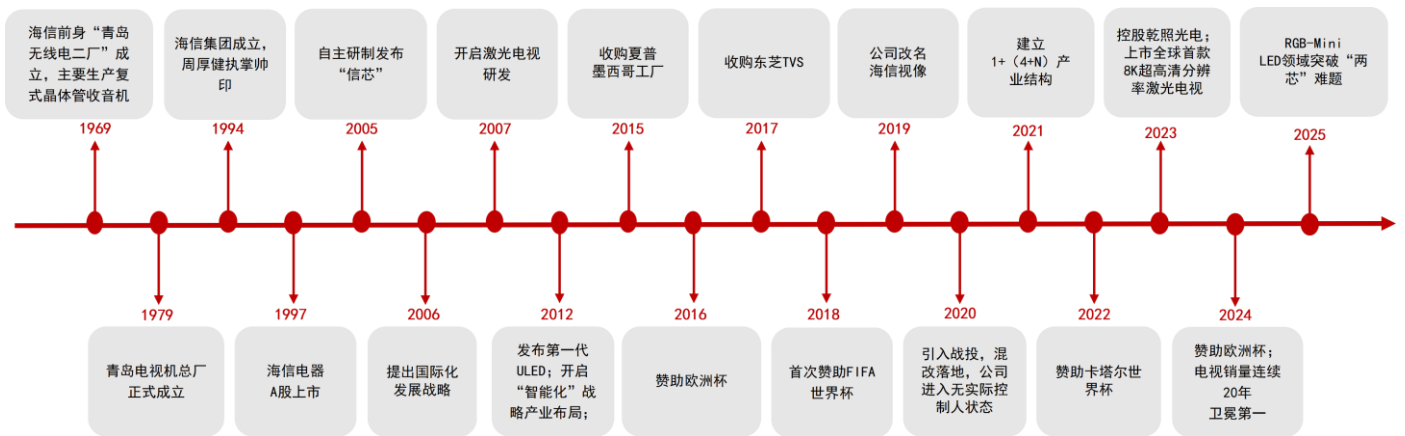 海信前身“青岛
无线电二厂”成
立，主要生产复
式晶体管收音机
1969
海信集团成立，
周厚健执掌帅
印
1994
自主研制发布
“信芯”
2005
开启激光电视
研发
2007
收购夏普
墨西哥工厂
2015
收购东芝TVS
2017
公司改名
海信视像
2019
建立
1+（4+N）产
业结构
2021
控股乾照光电；
上市全球首款
8K超高清分辨
率激光电视
2023
RGB-Mini
LED领域突破“两
芯”难题
2025
1979
青岛电视机总厂
正式成立
1997
海信电器
A股上市
2006
提出国际化
发展战略
2012
发布第一代
ULED；开启
“智能化”战
略产业布局；
2016
赞助欧洲杯
2018
首次赞助FIFA
世界杯
2020
引入战投，混
改落地，公司
进入无实际控
制人状态
2022
赞助卡塔尔世
界杯
2024
赞助欧洲杯；
电视销量连续
20年
卫冕第一